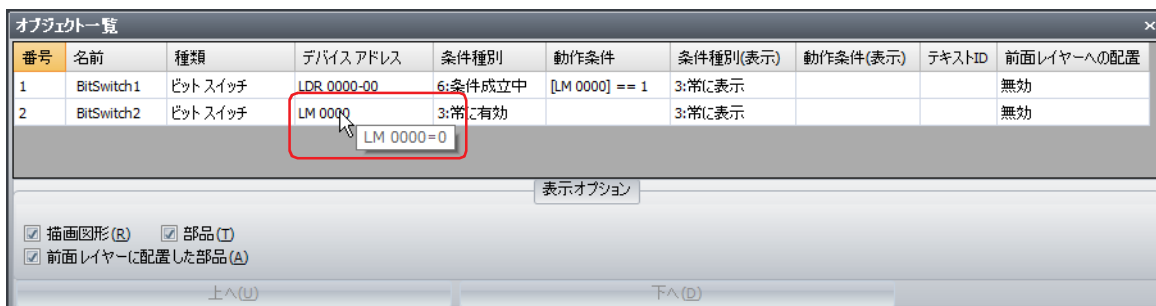 オブジェクト一覧 ×
番号 名前 種類 デバイス アドレス 条件種別 動作条件 条件種別(表示) 動作条件(表示) テキストID 前面レイヤーへの配置
1 BitSwitch1 ビット スイッチ LDR 0000-00 6:条件成立中 [LM 0000] == 1 3:常に表示 無効
2 BitSwitch2 ビット スイッチ LM 0000 3:常に有効 3:常に表示 無効
LM 0000=0
表示オプション
描画図形(R) 部品(T)
前面レイヤーに配置した部品(A)
上へ(U) 下へ(D)